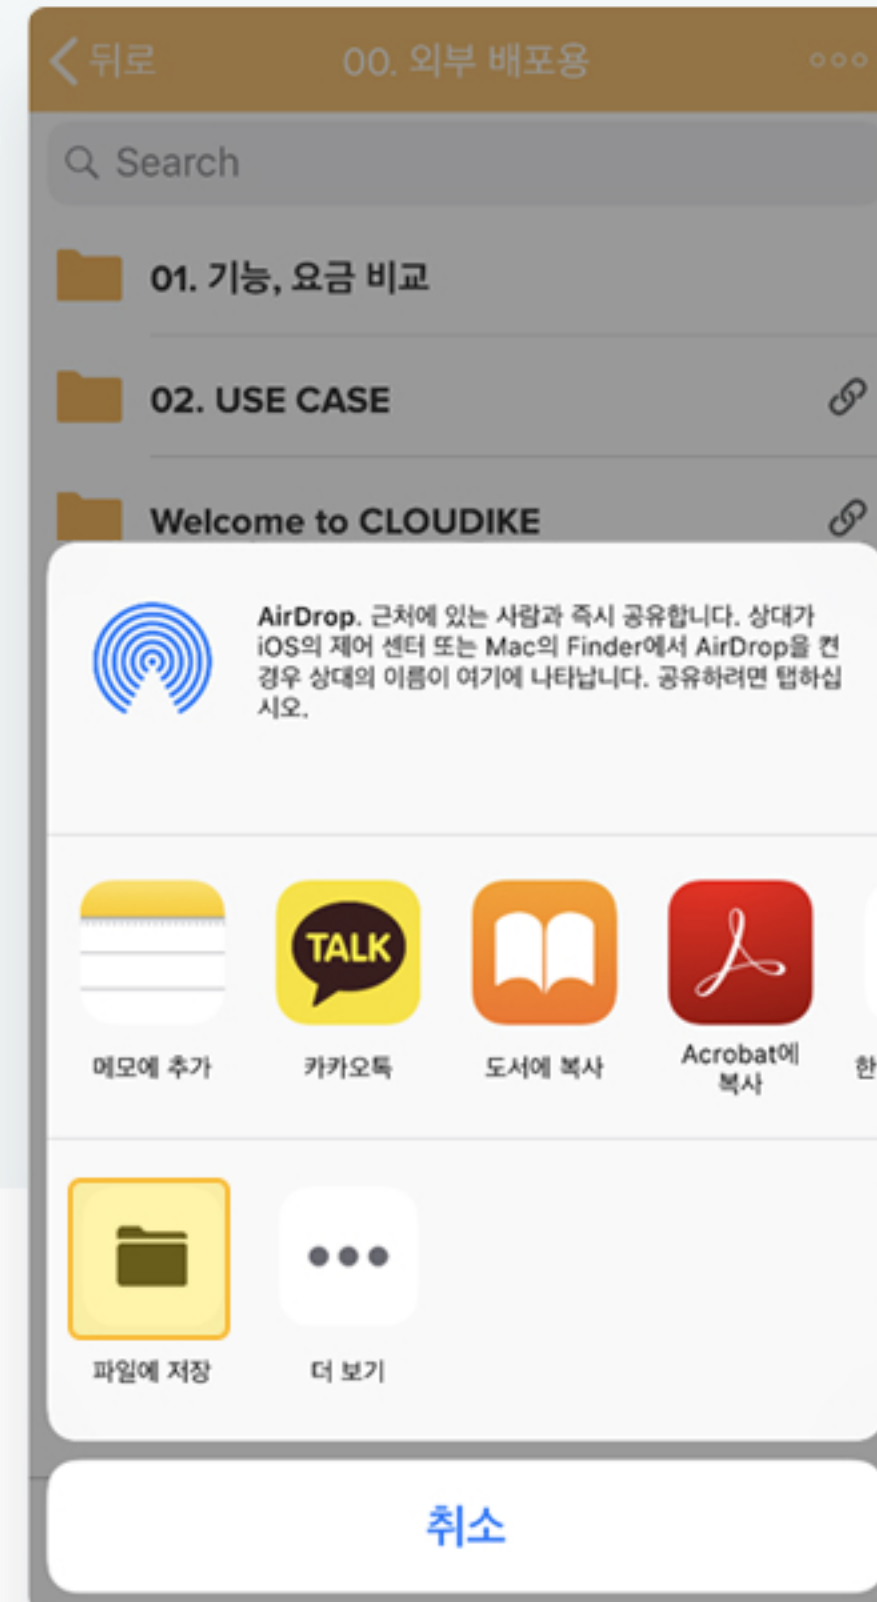 뒤로
00. 외부 배포용
Search
01. 기능, 요금 비교
02. USE CASE
Welcome to CLOUDIKE
AirDrop. 근처에 있는 사람과 즉시 공유합니다. 상대가
iOS의 제어 센터 또는 Mac의 Finder에서 AirDrop을 켠
경우 상대의 이름이 여기에 나타납니다. 공유하려면 탭하십
시오.
TALK
메모에 추가
카카오톡
도서에 복사
Acrobat에
복사
한
파일에 저장
더 보기
취소